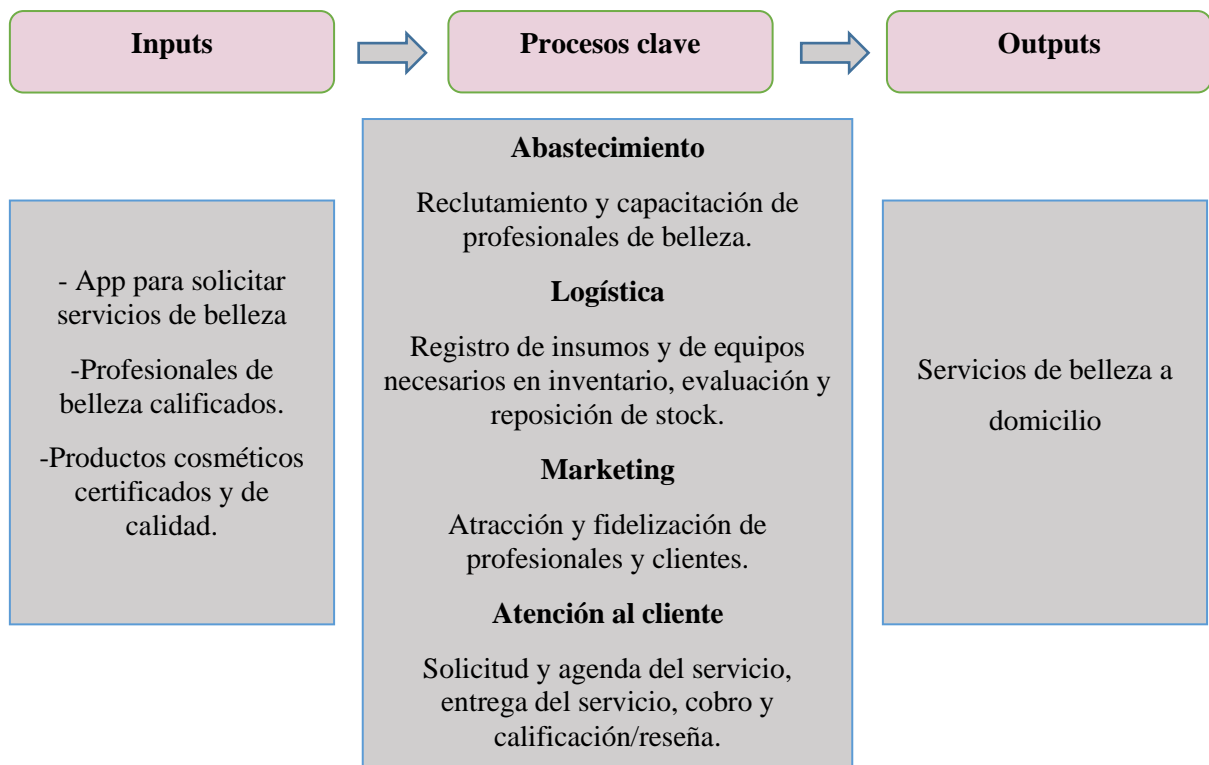 Inputs
Procesos clave
Outputs
- App para solicitar
servicios de belleza
-Profesionales de
belleza calificados.
-Productos cosméticos
certificados y de
calidad.
Abastecimiento
Reclutamiento y capacitación de
profesionales de belleza.
Logística
Registro de insumos y de equipos
necesarios en inventario, evaluación y
reposición de stock.
Marketing
Atracción y fidelización de
profesionales y clientes.
Atención al cliente
Solicitud y agenda del servicio,
entrega del servicio, cobro y
calificación/reseña.
Servicios de belleza a
domicilio